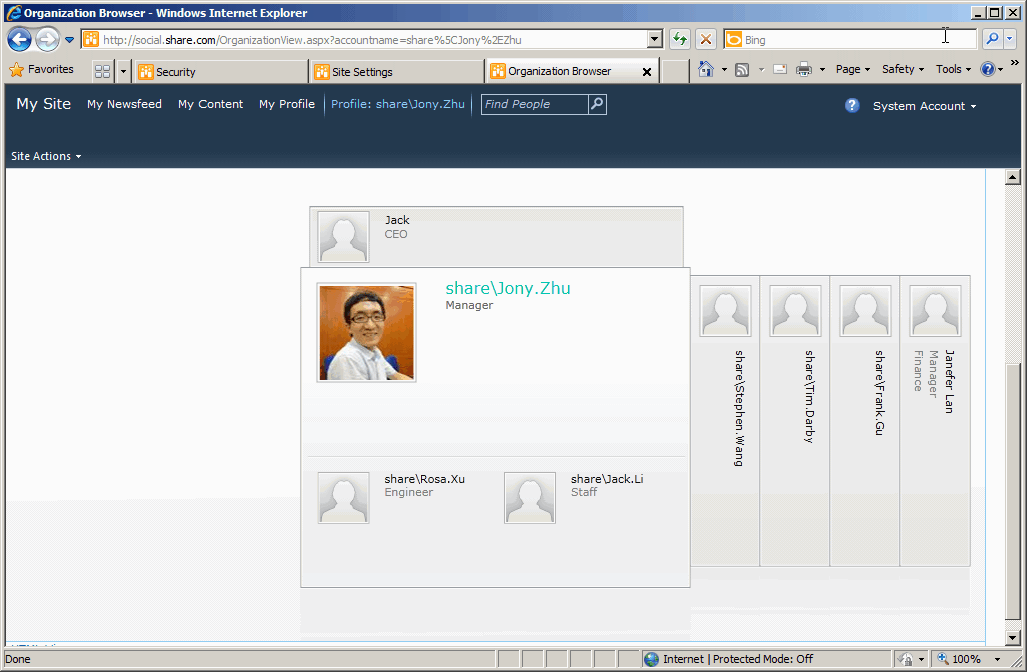 Organization Browser - Windows Internet Explorer
http://social.share.com/OrganizationView.aspx?accountname=share%5CJony%2EZhu
Bing
Favorites
Security
Site Settings
Organization Browser
Page
Safety
Tools
»
My Site
My Newsfeed
My Content
My Profile
Profile: share\Jony.Zhu
Find People
System Account
Site Actions
Jack
CEO
share\Jony.Zhu
Manager
share\Rosa.Xu
Engineer
share\Jack.Li
Staff
share\Stephen.Wang
share\Tim.Darby
share\Frank.Gu
Janefer Lan
Manager
Finance
Done
Internet | Protected Mode: Off
100%